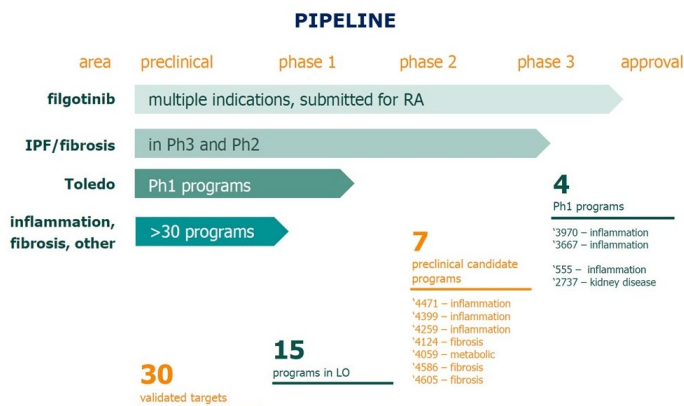 PIPELINE
area preclinical phase 1 phase 2 phase 3 approval
filgotinib multiple indications, submitted for RA
IPF/fibrosis in Ph3 and Ph2
Toledo Ph1 programs
inflammation,
fibrosis, other >30 programs
4
Ph1 programs
‘3970 – inflammation
‘3667 – inflammation
‘555 – inflammation
‘2737 – kidney disease
7
preclinical candidate
programs
‘4471 – inflammation
‘4399 – inflammation
‘4259 – inflammation
‘4124 – fibrosis
‘4059 – metabolic
‘4586 – fibrosis
‘4605 – fibrosis
15
programs in LO
30
validated targets